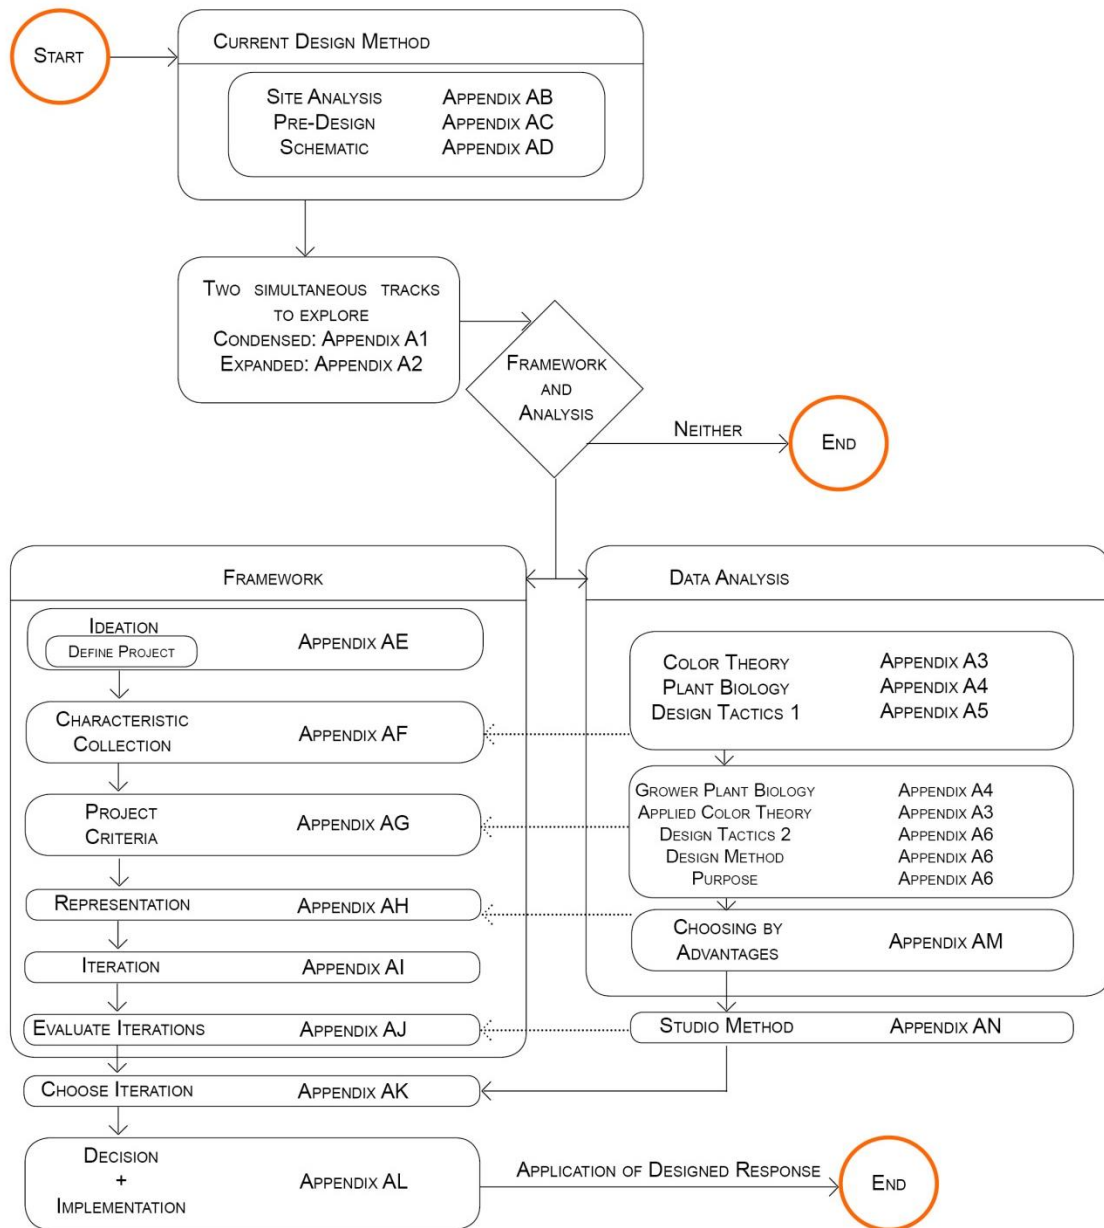 Start
Current Design Method
Site Analysis Appendix AB
Pre-Design Appendix AC
Schematic Appendix AD
Two simultaneous tracks
to explore
Condensed: Appendix A1
Expanded: Appendix A2
Framework
and
Analysis
Neither
End
Framework
Ideation
Define Project
Appendix AE
Characteristic
Collection
Appendix AF
Project
Criteria
Appendix AG
Representation Appendix AH
Iteration Appendix AI
Evaluate Iterations Appendix AJ
Choose Iteration Appendix AK
Decision
+
Implementation
Appendix AL
Data Analysis
Color Theory Appendix A3
Plant Biology Appendix A4
Design Tactics 1 Appendix A5
Grower Plant Biology Appendix A4
Applied Color Theory Appendix A3
Design Tactics 2 Appendix A6
Design Method Appendix A6
Purpose Appendix A6
Choosing by
Advantages
Appendix AM
Studio Method Appendix AN
Application of Designed Response
End